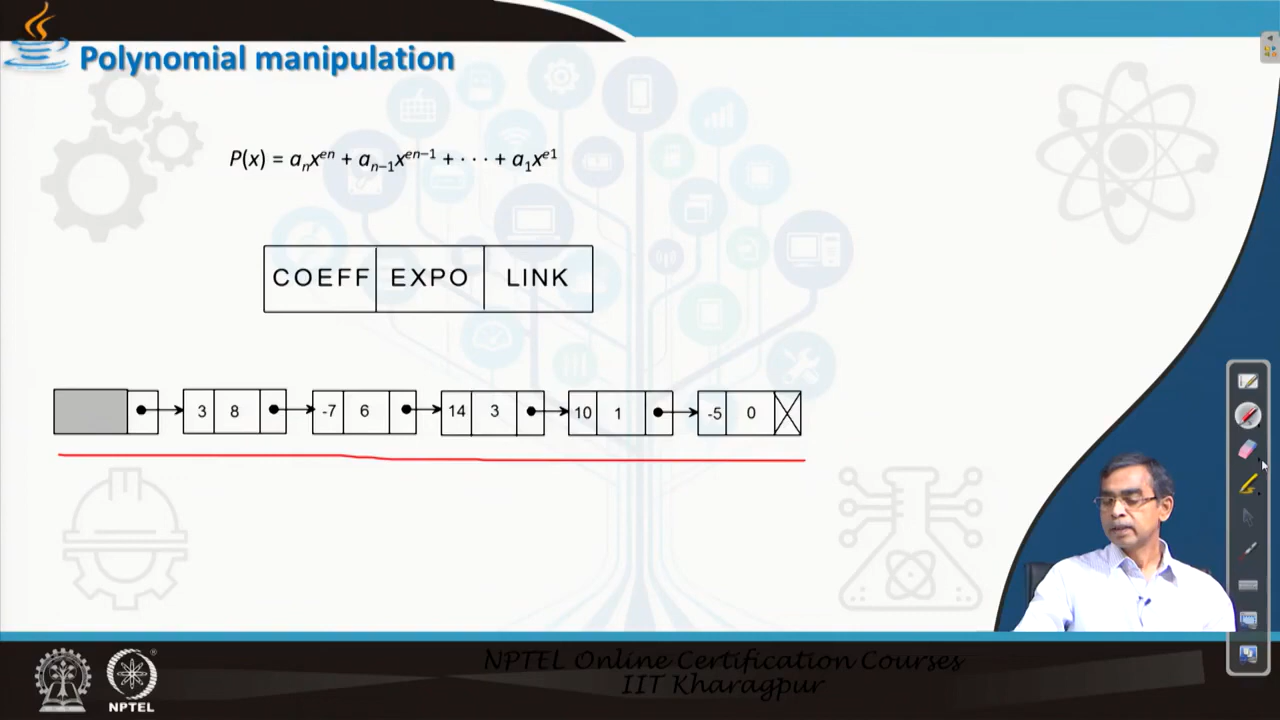 Polynomial manipulation
P(x) = aₙxᵉⁿ + aₙ₋₁xᵉⁿ⁻¹ + · · · + a₁xᵉ¹
COEFF EXPO LINK
3 8 -7 6 14 3 10 1 -5 0
NPTEL Online Certification Courses
IIT Kharagpur
NPTEL